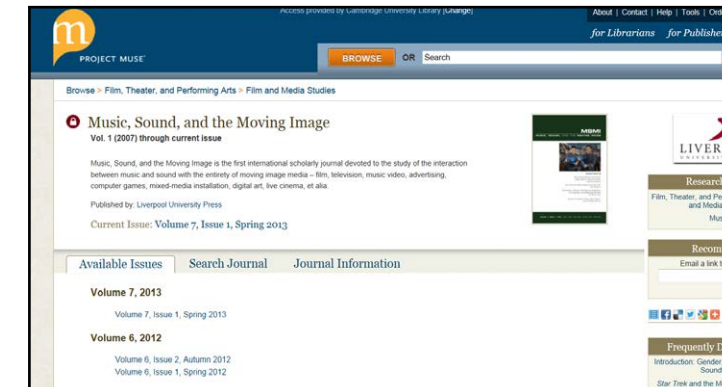 Access provided by Cambridge University Library [Change]
About | Contact | Help | Tools | Ord
for Librarians for Publishe
m
PROJECT MUSE
BROWSE OR Search
Browse > Film, Theater, and Performing Arts > Film and Media Studies
Music, Sound, and the Moving Image
Vol. 1 (2007) through current issue
Music, Sound, and the Moving Image is the first international scholarly journal devoted to the study of the interaction
between music and sound with the entirety of moving image media – film, television, music video, advertising,
computer games, mixed-media installation, digital art, live cinema, et alia.
Published by: Liverpool University Press
Current Issue: Volume 7, Issue 1, Spring 2013
MSMI
LIVER
Research
Film, Theater, and Pe
and Media
Mus
Recom
Email a link t
Available Issues Search Journal Journal Information
Volume 7, 2013
Volume 7, Issue 1, Spring 2013
Volume 6, 2012
Volume 6, Issue 2, Autumn 2012
Volume 6, Issue 1, Spring 2012
Frequently D
Introduction: Gender,
Sound
Star Trek and the M